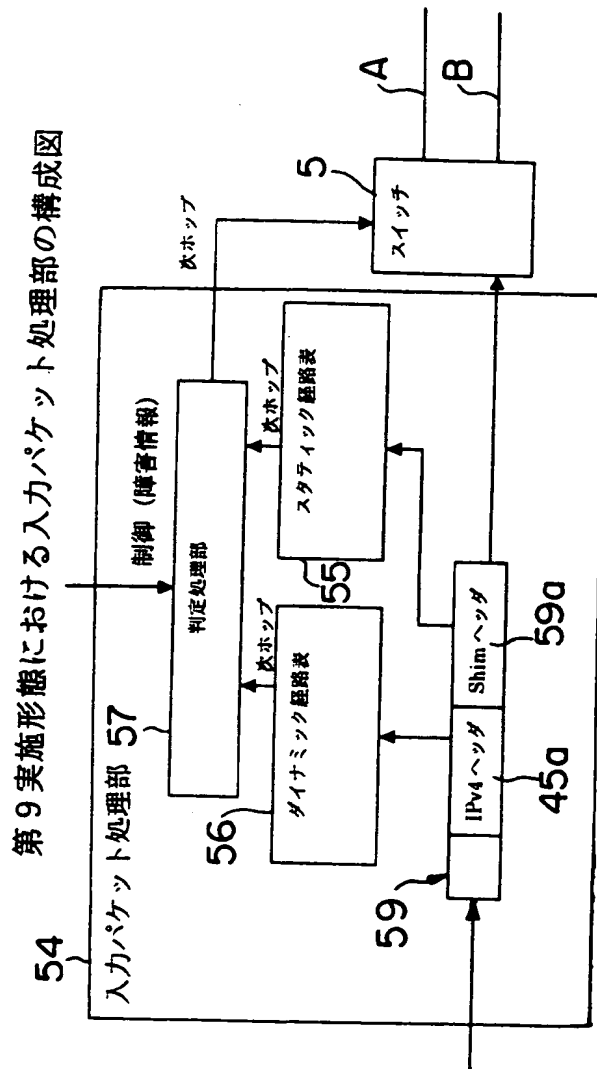 第9実施形態における入力パケット処理部の構成図
54
入力パケット処理部
57
制御（障害情報）
判定処理部
次ホップ
次ホップ
次ホップ
56
ダイナミック経路表
55
スタティック経路表
5
スイッチ
A
B
59
IPv4ヘッダ
Shimヘッダ
45a
59a